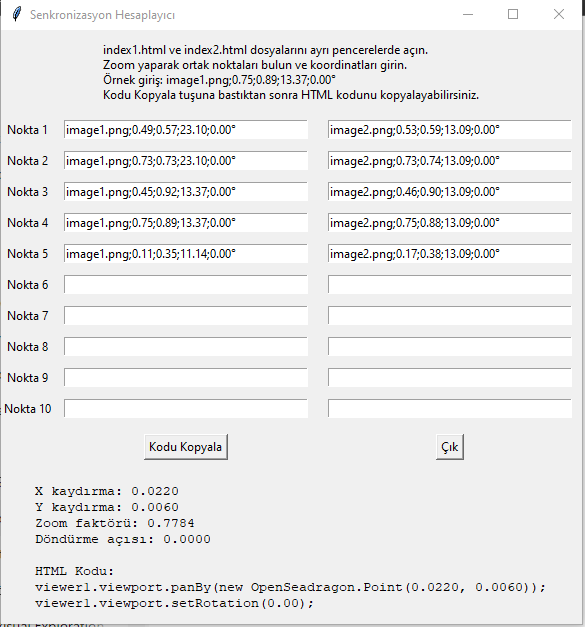 Senkronizasyon Hesaplayıcı
index1.html ve index2.html dosyalarını ayrı pencerelerde açın.
Zoom yaparak ortak noktaları bulun ve koordinatları girin.
Örnek giriş: image1.png;0.75;0.89;13.37;0.00°
Kodu Kopyala tuşuna bastıktan sonra HTML kodunu kopyalayabilirsiniz.
Nokta 1 image1.png;0.49;0.57;23.10;0.00° image2.png;0.53;0.59;13.09;0.00°
Nokta 2 image1.png;0.73;0.73;23.10;0.00° image2.png;0.73;0.74;13.09;0.00°
Nokta 3 image1.png;0.45;0.92;13.37;0.00° image2.png;0.46;0.90;13.09;0.00°
Nokta 4 image1.png;0.75;0.89;13.37;0.00° image2.png;0.75;0.88;13.09;0.00°
Nokta 5 image1.png;0.11;0.35;11.14;0.00° image2.png;0.17;0.38;13.09;0.00°
Nokta 6
Nokta 7
Nokta 8
Nokta 9
Nokta 10
Kodu Kopyala Çık
X kaydırma: 0.0220
Y kaydırma: 0.0060
Zoom faktörü: 0.7784
Döndürme açısı: 0.0000
HTML Kodu:
viewer1.viewport.panBy(new OpenSeadragon.Point(0.0220, 0.0060));
viewer1.viewport.setRotation(0.00);